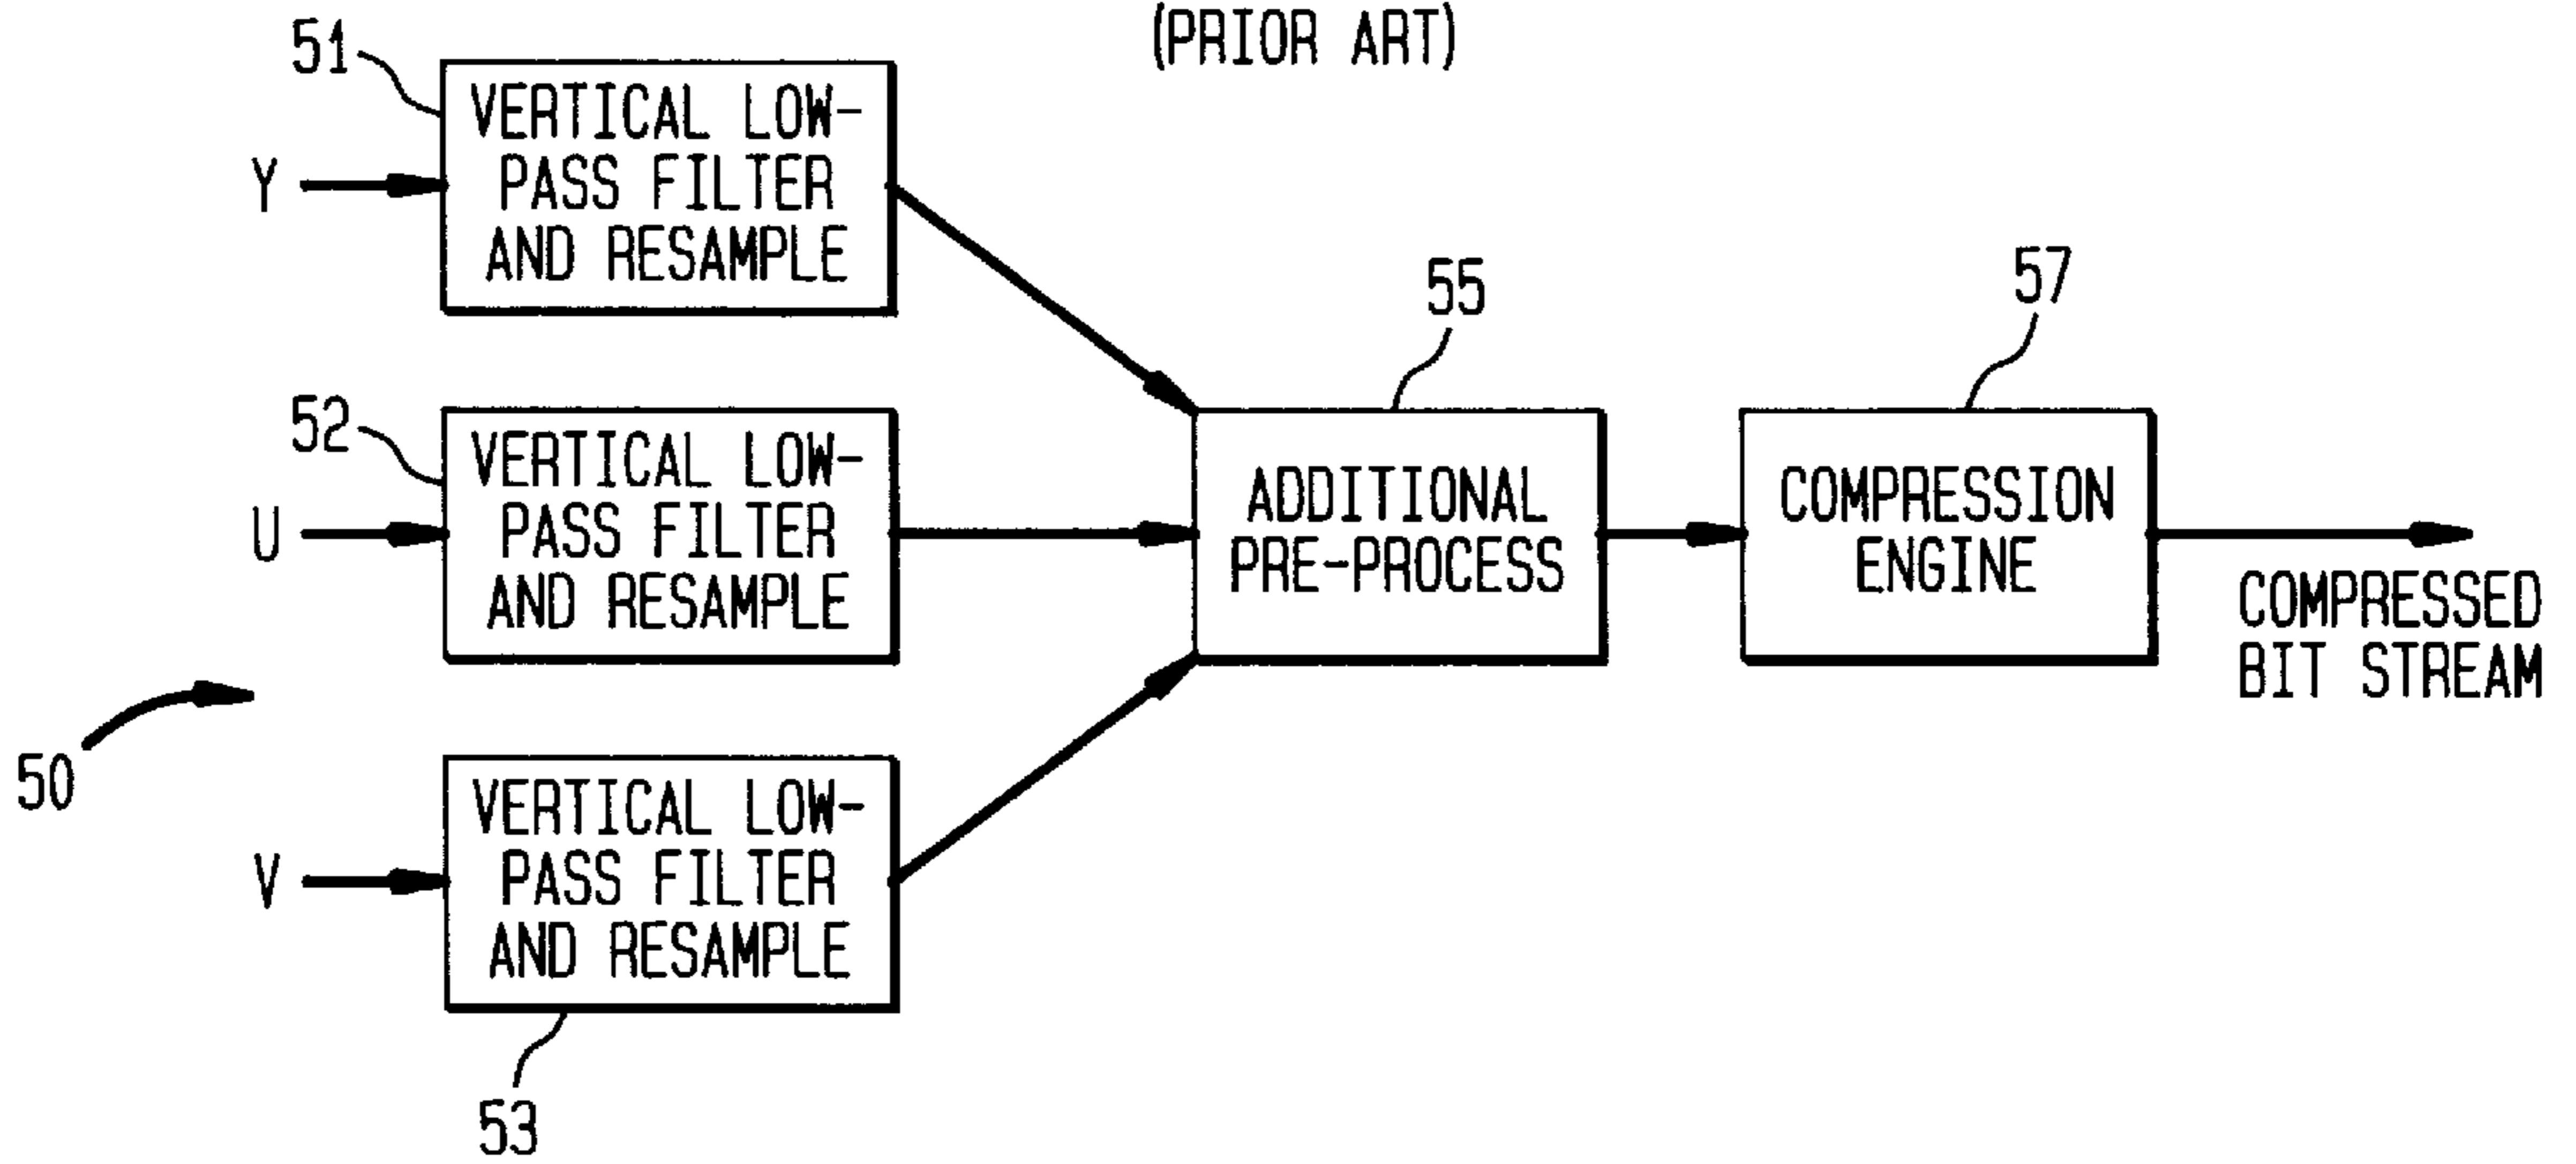 (PRIOR ART)
51
VERTICAL LOW-
PASS FILTER
AND RESAMPLE
Y
52
VERTICAL LOW-
PASS FILTER
AND RESAMPLE
U
50
V
VERTICAL LOW-
PASS FILTER
AND RESAMPLE
53
55
ADDITIONAL
PRE-PROCESS
57
COMPRESSION
ENGINE
COMPRESSED
BIT STREAM